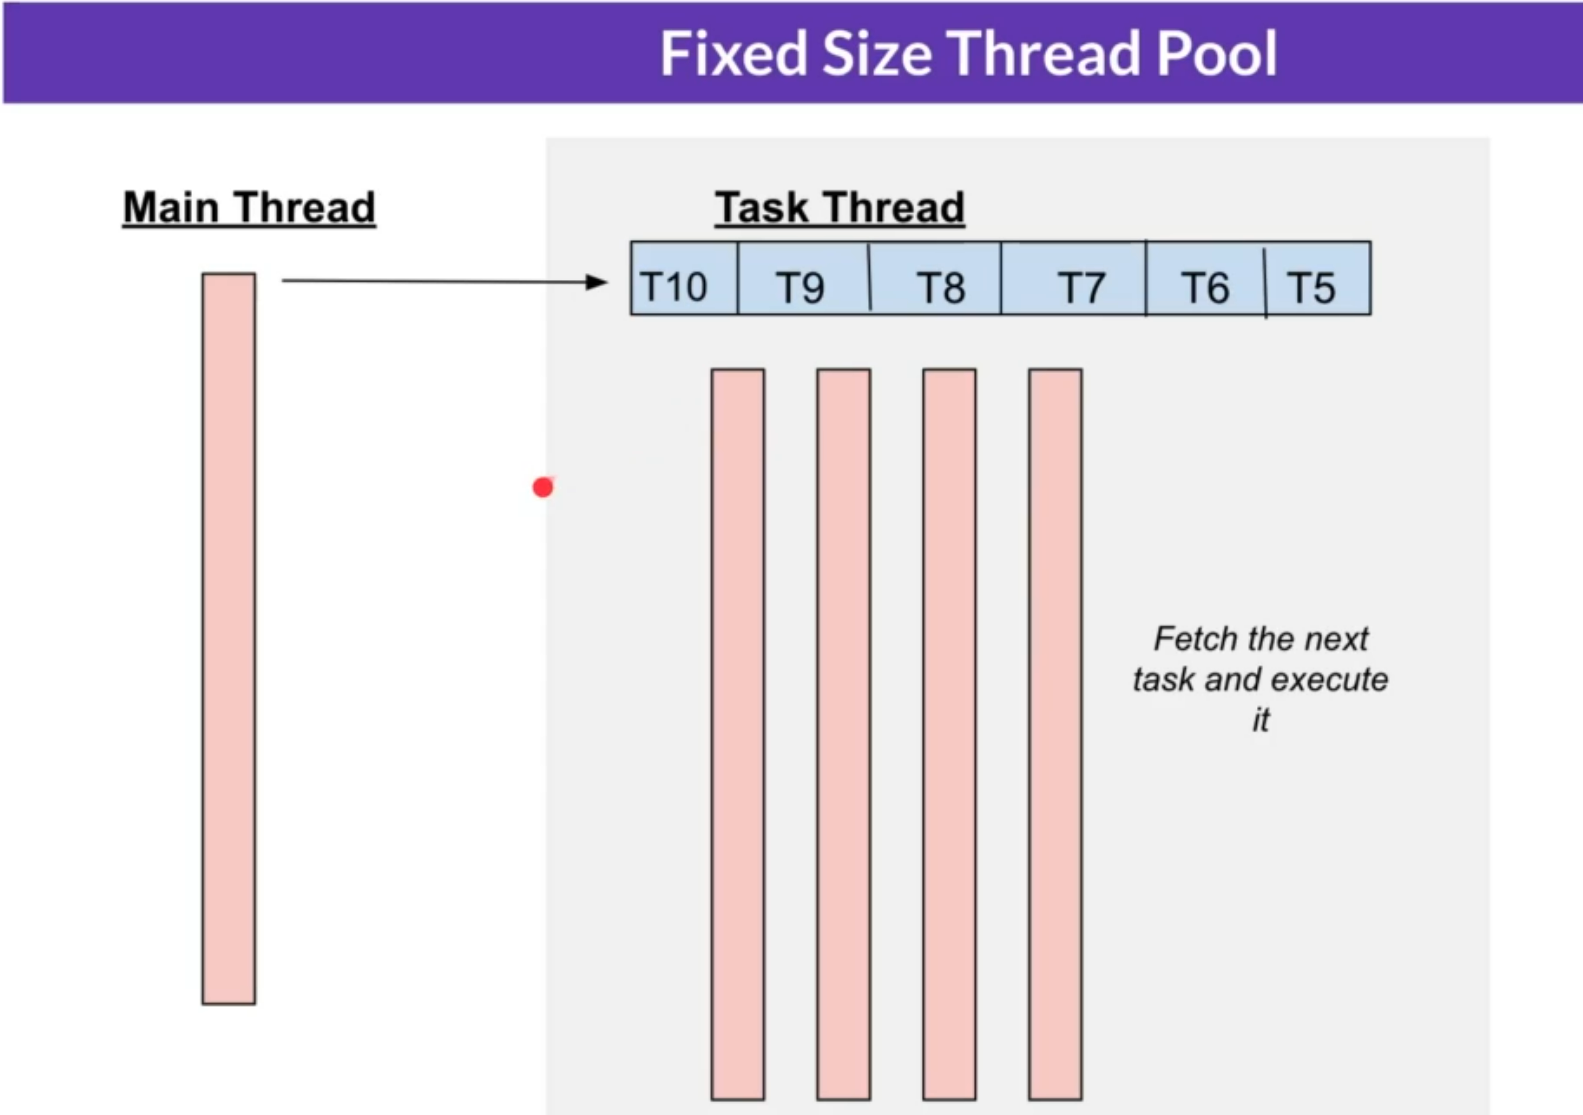 Fixed Size Thread Pool
Main Thread
Task Thread
T10 T9 T8 T7 T6 T5
Fetch the next
task and execute
it